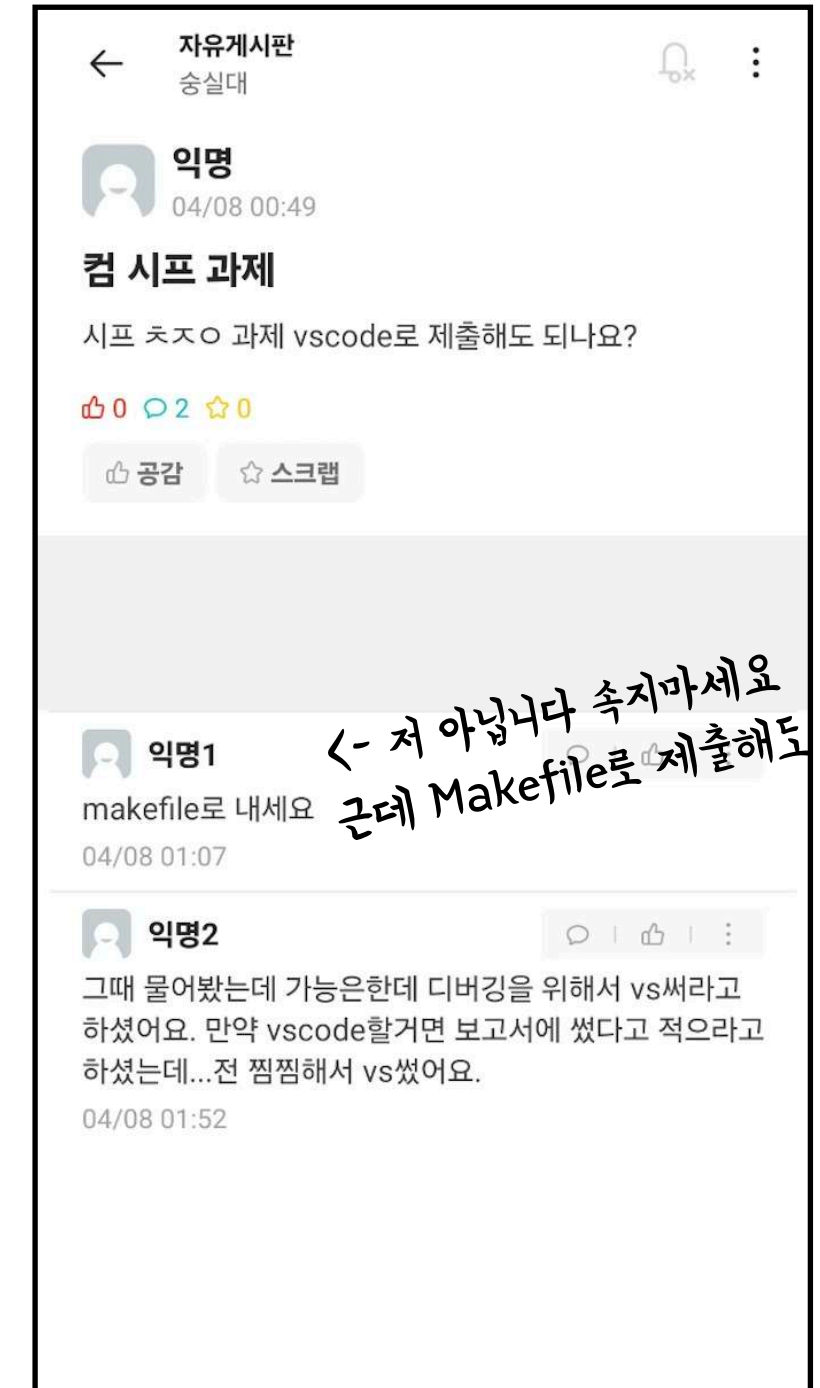 자유게시판
숭실대
익명
04/08 00:49
컴 시프 과제
시프 ㅊㅈㅇ 과제 vscode로 제출해도 되나요?
0 2 0
공감 스크랩
익명1
<- 저 아닙니다 속지마세요
makefile로 내세요
근데 Makefile로 제출해도
04/08 01:07
익명2
그때 물어봤는데 가능은한데 디버깅을 위해서 vs써라고
하셨어요. 만약 vscode할거면 보고서에 썼다고 적으라고
하셨는데...전 찜찜해서 vs썼어요.
04/08 01:52